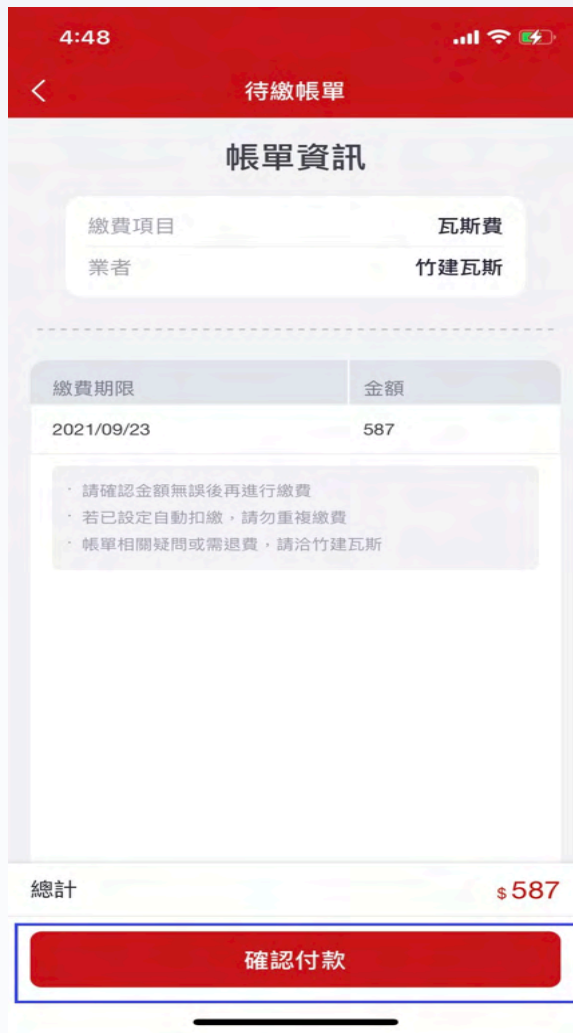 4:48
待繳帳單
帳單資訊
繳費項目 瓦斯費
業者 竹建瓦斯
繳費期限 金額
2021/09/23 587
· 請確認金額無誤後再進行繳費
· 若已設定自動扣繳，請勿重複繳費
· 帳單相關疑問或需退費，請洽竹建瓦斯
總計 $587
確認付款